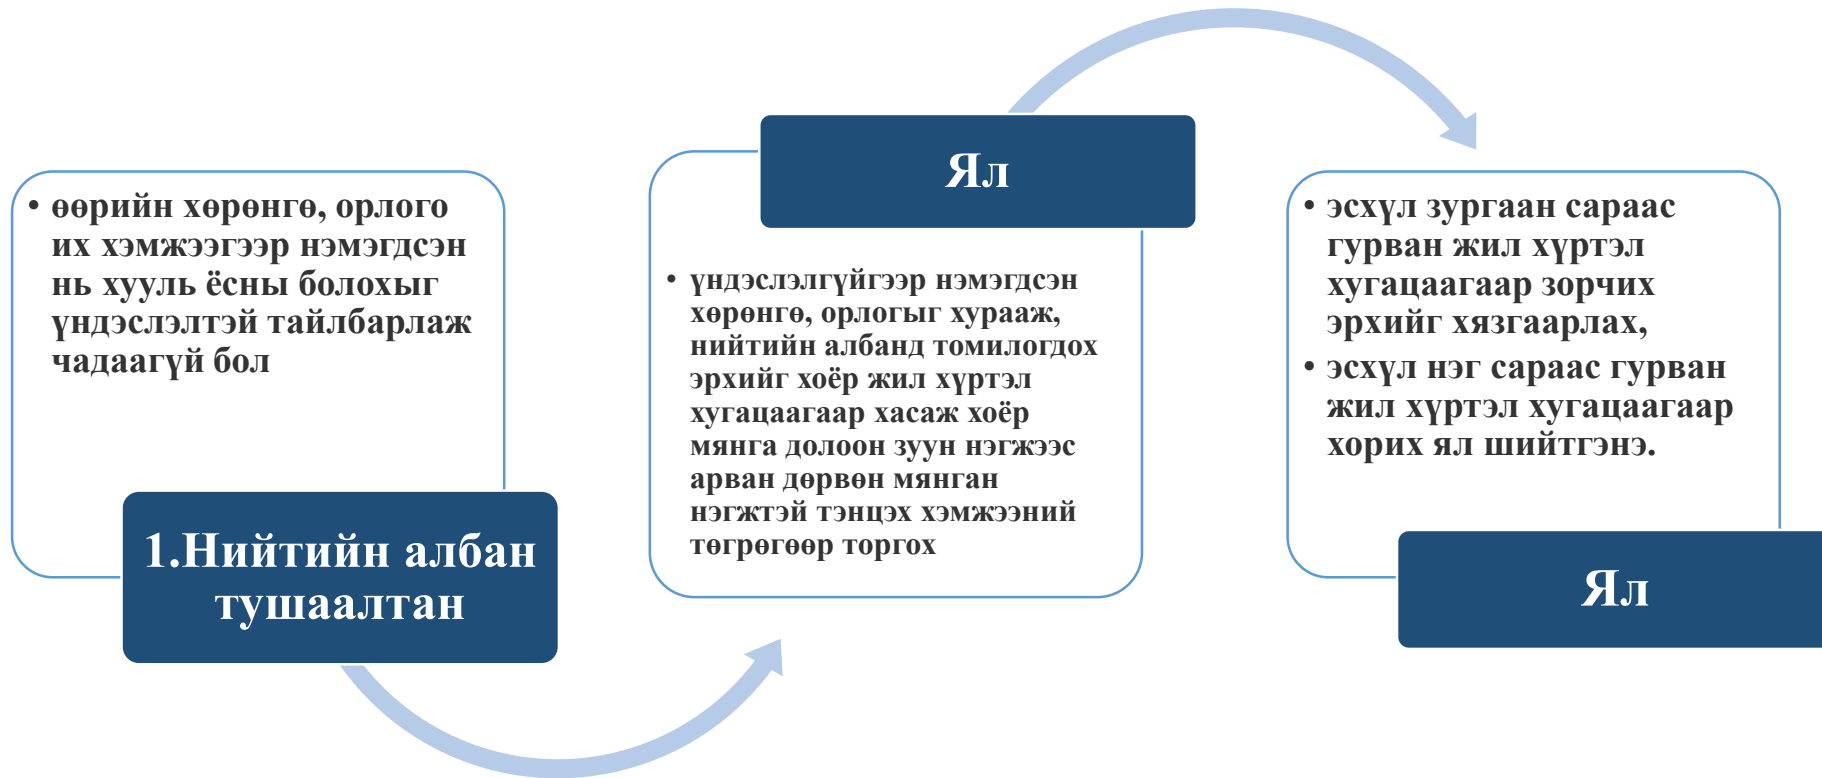 • өөрийн хөрөнгө, орлого
их хэмжээгээр нэмэгдсэн
нь хууль ёсны болохыг
үндэслэлтэй тайлбарлаж
чадаагүй бол
1.Нийтийн албан
тушаалтан
Ял
• үндэслэлгүйгээр нэмэгдсэн
хөрөнгө, орлогыг хурааж,
нийтийн албанд томилогдох
эрхийг хоёр жил хүртэл
хугацаагаар хасаж хоёр
мянга долоон зуун нэгжээс
арван дөрвөн мянган
нэгжтэй тэнцэх хэмжээний
төгрөгөөр торгох
• эсхүл зургаан сараас
гурван жил хүртэл
хугацаагаар зорчих
эрхийг хязгаарлах,
• эсхүл нэг сараас гурван
жил хүртэл хугацаагаар
хорих ял шийтгэнэ.
Ял